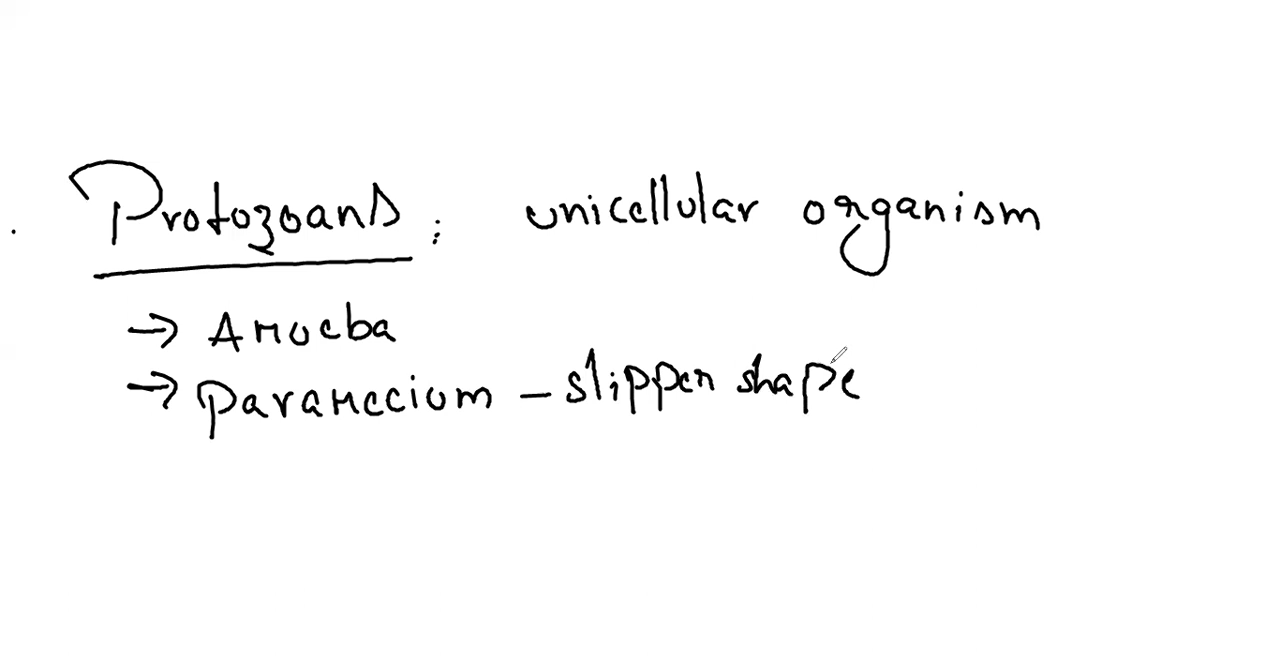 Protozoans : unicellular organism
→ Amoeba
→ Paramecium – slipper shape